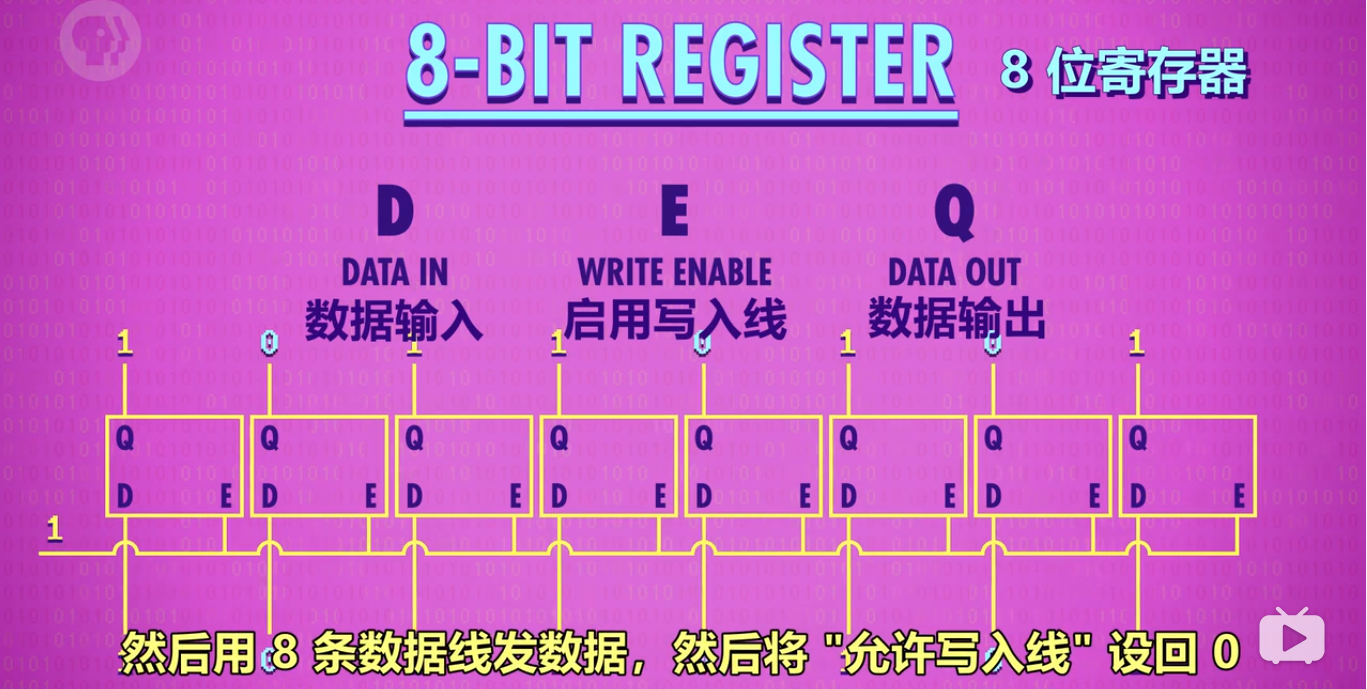 8-BIT REGISTER 8 位寄存器
D E Q
DATA IN WRITE ENABLE DATA OUT
数据输入 启用写入线 数据输出
1 0 1 1 0 1 0 1
Q Q Q Q Q Q Q Q
D E D E D E D E D E D E D E D E
1
然后用 8 条数据线发数据，然后将 "允许写入线" 设回 0